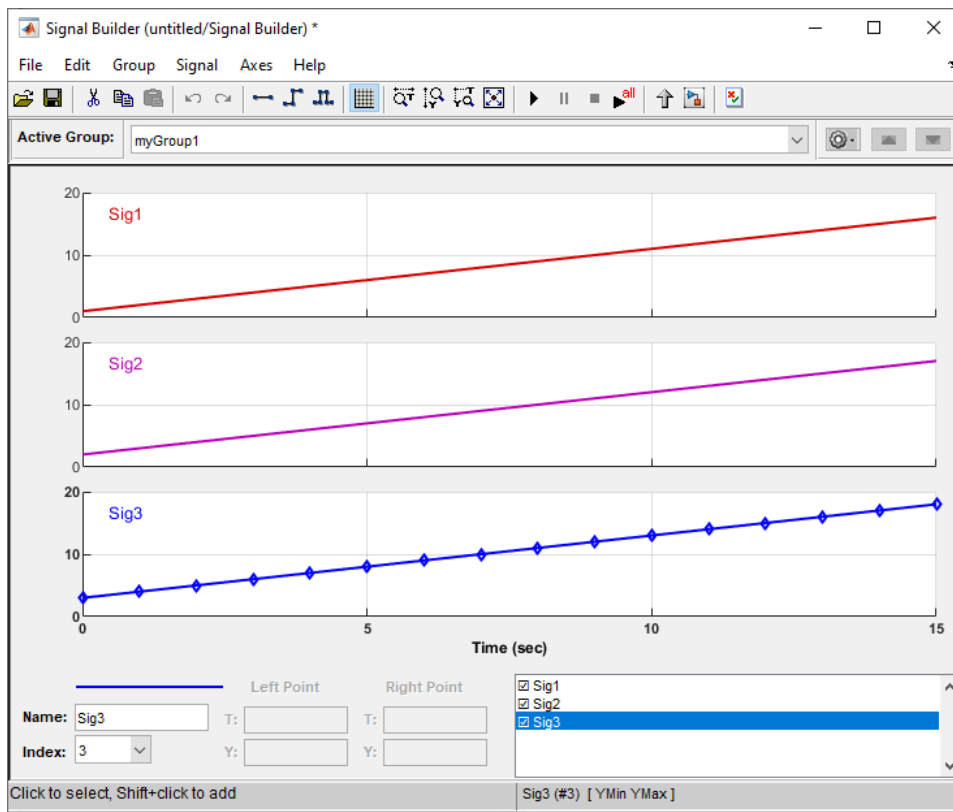 Signal Builder (untitled/Signal Builder) *
File Edit Group Signal Axes Help
all
Active Group: myGroup1
20
Sig1
10
0
20
Sig2
10
0
20
Sig3
10
0
0 5 10 15
Time (sec)
Left Point Right Point
Name: Sig3 T: T:
Index: 3 Y: Y:
Sig1
Sig2
Sig3
Click to select, Shift+click to add Sig3 (#3) [ YMin YMax ]